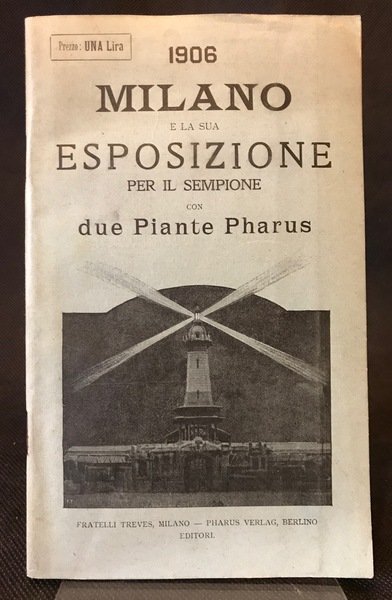 Prezzo: UNA Lira
1906
MILANO
E LA SUA
ESPOSIZIONE
PER IL SEMPIONE
CON
due Piante Pharus
FRATELLI TREVES, MILANO — PHARUS VERLAG, BERLINO
EDITORI.